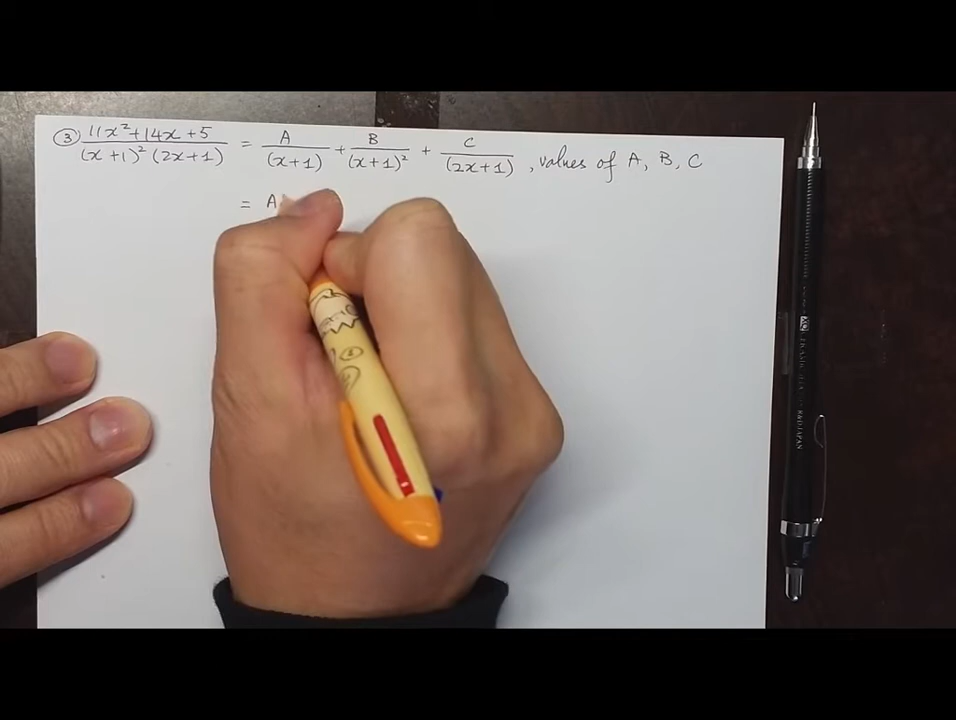 ③ 11x²+14x+5 / (x+1)²(2x+1) = A/(x+1) + B/(x+1)² + C/(2x+1) , values of A, B, C
= A